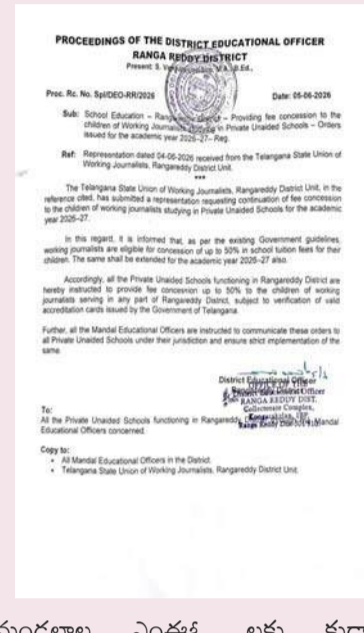 PROCEEDINGS OF THE DISTRICT EDUCATIONAL OFFICER
RANGA REDDY DISTRICT
Present: S.
Proc. Rc. No. Spl/DEO-RR/2026 Date: 05-06-2026
Sub: School Education – Ranga – Providing fee concession to the
children of Working Journalists studying in Private Unaided Schools – Orders
issued for the academic year 2026-27– Reg.
Ref: Representation dated 04-06-2026 received from the Telangana State Union of
Working Journalists, Rangareddy District Unit.
***
The Telangana State Union of Working Journalists, Rangareddy District Unit, in the
reference cited, has submitted a representation requesting continuation of fee concession
to the children of working journalists studying in Private Unaided Schools for the academic
year 2026-27.
In this regard, it is informed that, as per the existing Government guidelines,
working journalists are eligible for concession of up to 50% in school tuition fees for their
children. The same shall be extended for the academic year 2026-27 also.
Accordingly, all the Private Unaided Schools functioning in Rangareddy District are
hereby instructed to provide fee concession up to 50% to the children of working
journalists serving in any part of Rangareddy District, subject to verification of valid
accreditation cards issued by the Government of Telangana.
Further, all the Mandal Educational Officers are instructed to communicate these orders to
all Private Unaided Schools under their jurisdiction and ensure strict implementation of the
same.
District Educational Officer
OFFICE OF THE
District Educational Officer
RANGA REDDY DIST.
Collectorate Complex,
To:
All the Private Unaided Schools functioning in Rangareddy Mandal
Educational Officers concerned.
Copy to:
• All Mandal Educational Officers in the District.
• Telangana State Union of Working Journalists, Rangareddy District Unit.
మండలాల ఎంఈఓ లకు కూడా